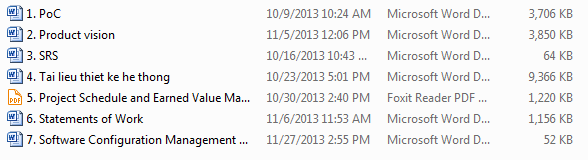 1. PoC 10/9/2013 10:24 AM Microsoft Word D... 3,706 KB
2. Product vision 11/5/2013 12:06 PM Microsoft Word D... 3,850 KB
3. SRS 10/16/2013 10:43 ... Microsoft Word D... 64 KB
4. Tai lieu thiet ke he thong 10/23/2013 5:01 PM Microsoft Word D... 9,366 KB
5. Project Schedule and Earned Value Ma... 10/30/2013 2:40 PM Foxit Reader PDF ... 1,220 KB
6. Statements of Work 11/6/2013 11:53 AM Microsoft Word D... 1,156 KB
7. Software Configuration Management ... 11/27/2013 2:55 PM Microsoft Word D... 52 KB